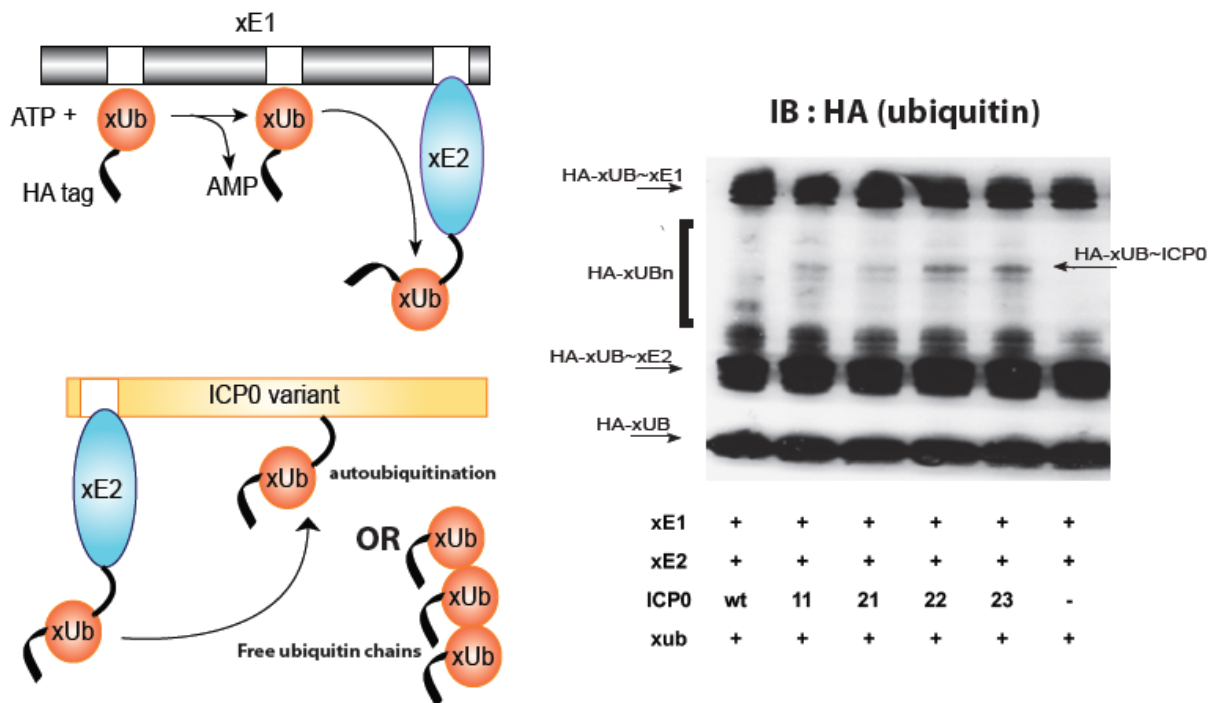 xE1
ATP +
xUb
xUb
xE2
AMP
HA tag
xUb
ICP0 variant
xUb
autoubiquitination
xE2
OR
xUb
xUb
xUb
Free ubiquitin chains
xUb
IB : HA (ubiquitin)
HA-xUB~xE1
HA-xUB~ICP0
HA-xUBn
HA-xUB~xE2
HA-xUB
xE1 + + + + + +
xE2 + + + + + +
ICP0 wt 11 21 22 23 -
xub + + + + + +